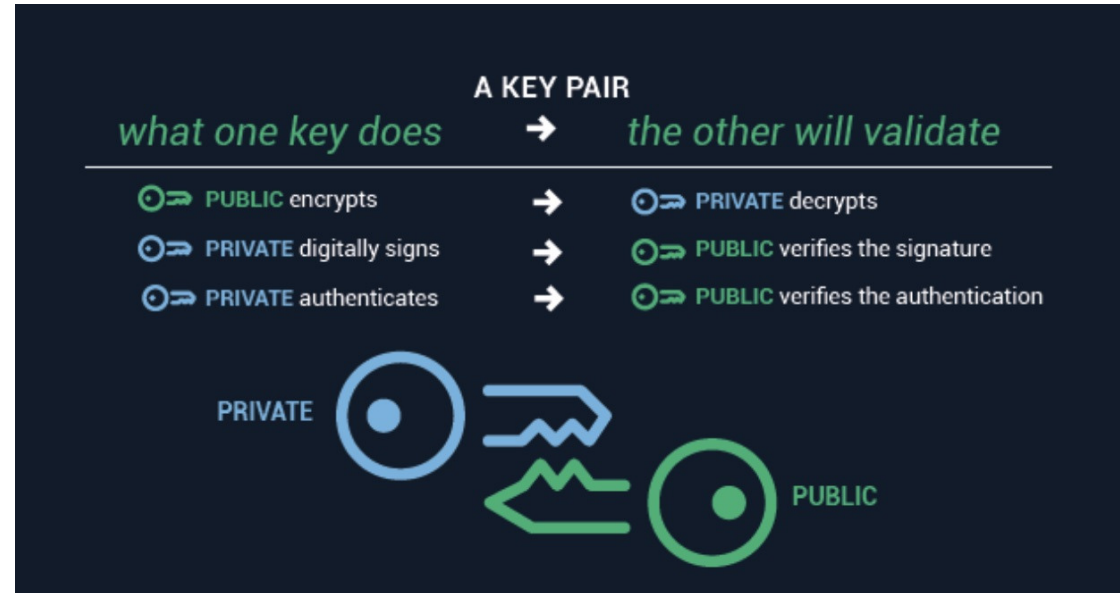 A KEY PAIR
what one key does → the other will validate
PUBLIC encrypts → PRIVATE decrypts
PRIVATE digitally signs → PUBLIC verifies the signature
PRIVATE authenticates → PUBLIC verifies the authentication
PRIVATE
PUBLIC